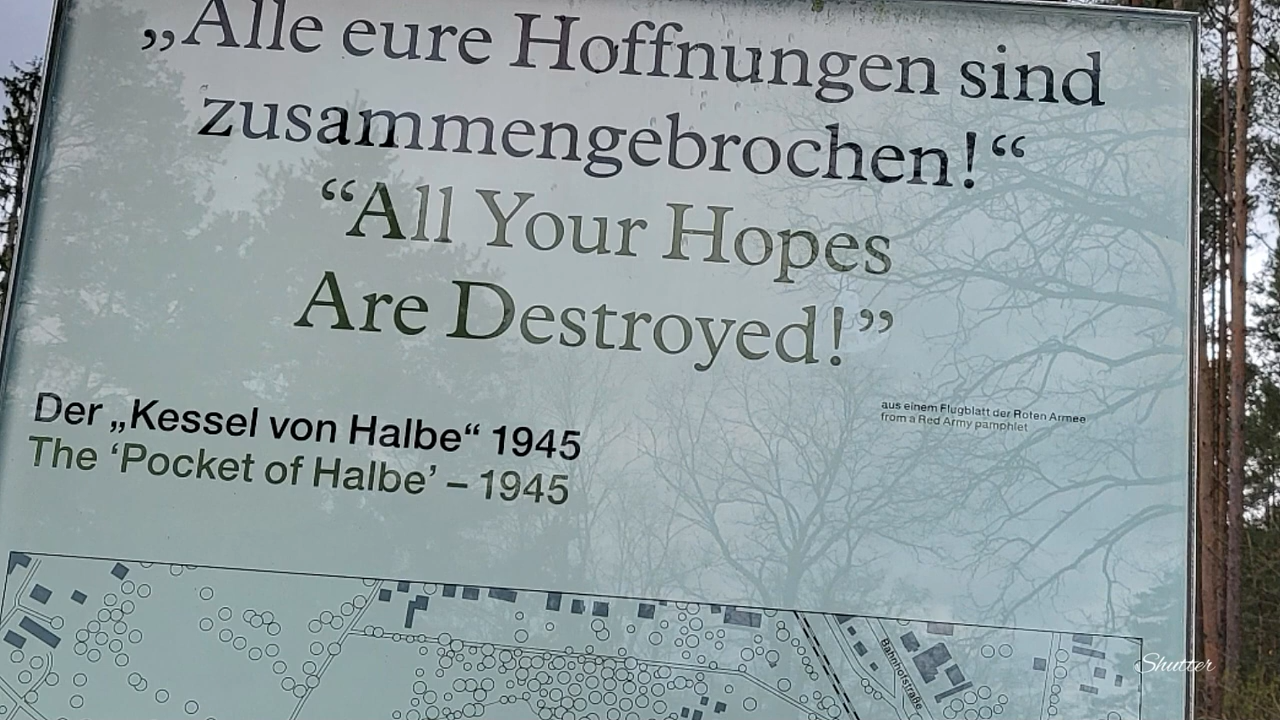 „Alle eure Hoffnungen sind
zusammengebrochen!“
“All Your Hopes
Are Destroyed!”
aus einem Flugblatt der Roten Armee
from a Red Army pamphlet
Der „Kessel von Halbe“ 1945
The ‘Pocket of Halbe’ – 1945
Bahnhofstraße
Shutter